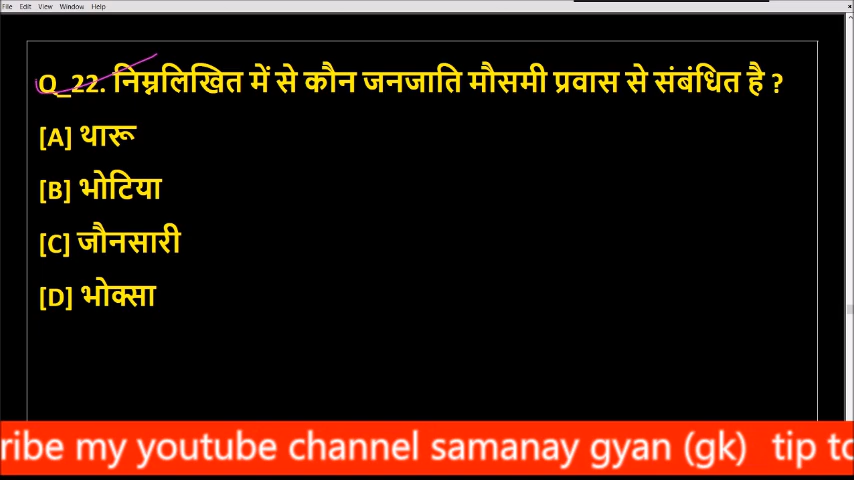 File Edit View Window Help
Q_22. निम्नलिखित में से कौन जनजाति मौसमी प्रवास से संबंधित है ?
[A] थारू
[B] भोटिया
[C] जौनसारी
[D] भोक्सा
ribe my youtube channel samanay gyan (gk) tip to